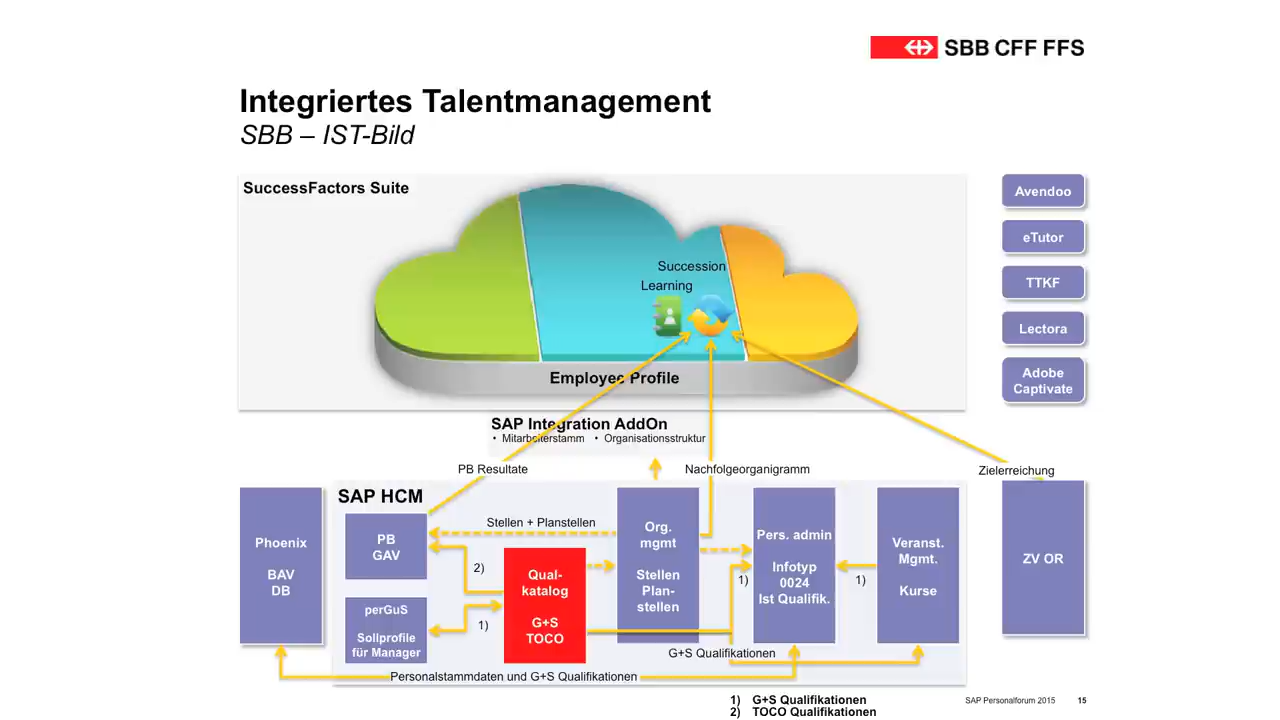 SBB CFF FFS
Integriertes Talentmanagement
SBB – IST-Bild
SuccessFactors Suite
Succession
Learning
Employee Profile
Avendoo
eTutor
TTKF
Lectora
Adobe
Captivate
SAP Integration AddOn
• Mitarbeiterstamm • Organisationsstruktur
PB Resultate
Nachfolgeorganigramm
Zielerreichung
SAP HCM
Phoenix
BAV
DB
PB
GAV
perGuS
Sollprofile
für Manager
Stellen + Planstellen
2)
1)
Qual-
katalog
G+S
TOCO
Org.
mgmt
Stellen
Plan-
stellen
1)
Pers. admin
Infotyp
0024
Ist Qualifik.
1)
Veranst.
Mgmt.
Kurse
ZV OR
G+S Qualifikationen
Personalstammdaten und G+S Qualifikationen
1) G+S Qualifikationen
2) TOCO Qualifikationen
SAP Personalforum 2015 15